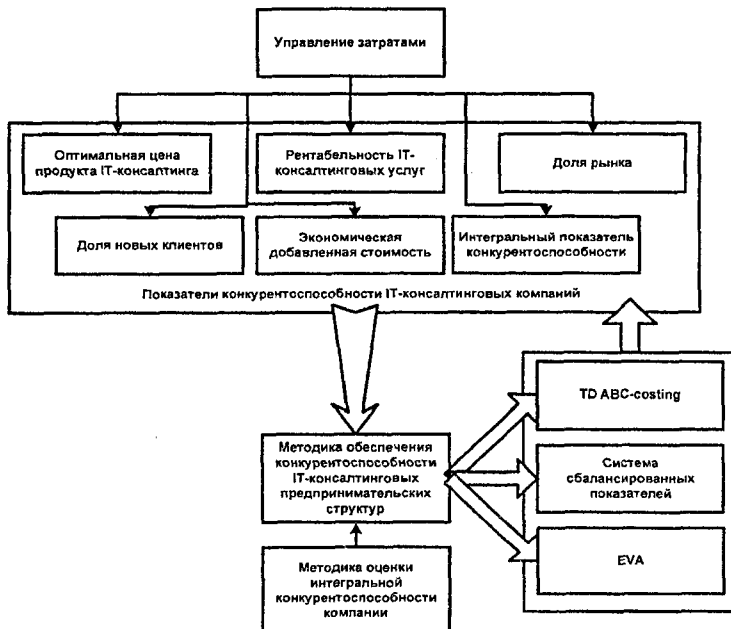 Управление затратами
Оптимальная цена
продукта IT-консалтинга
Рентабельность IT-
консалтинговых услуг
Доля рынка
Доля новых клиентов
Экономическая
добавленная стоимость
Интегральный показатель
конкурентоспособности
Показатели конкурентоспособности IT-консалтинговых компаний
TD ABC-costing
Методика обеспечения
конкурентоспособности
IT-консалтинговых
предпринимательских
структур
Система
сбалансированных
показателей
EVA
Методика оценки
интегральной
конкурентоспособности
компании